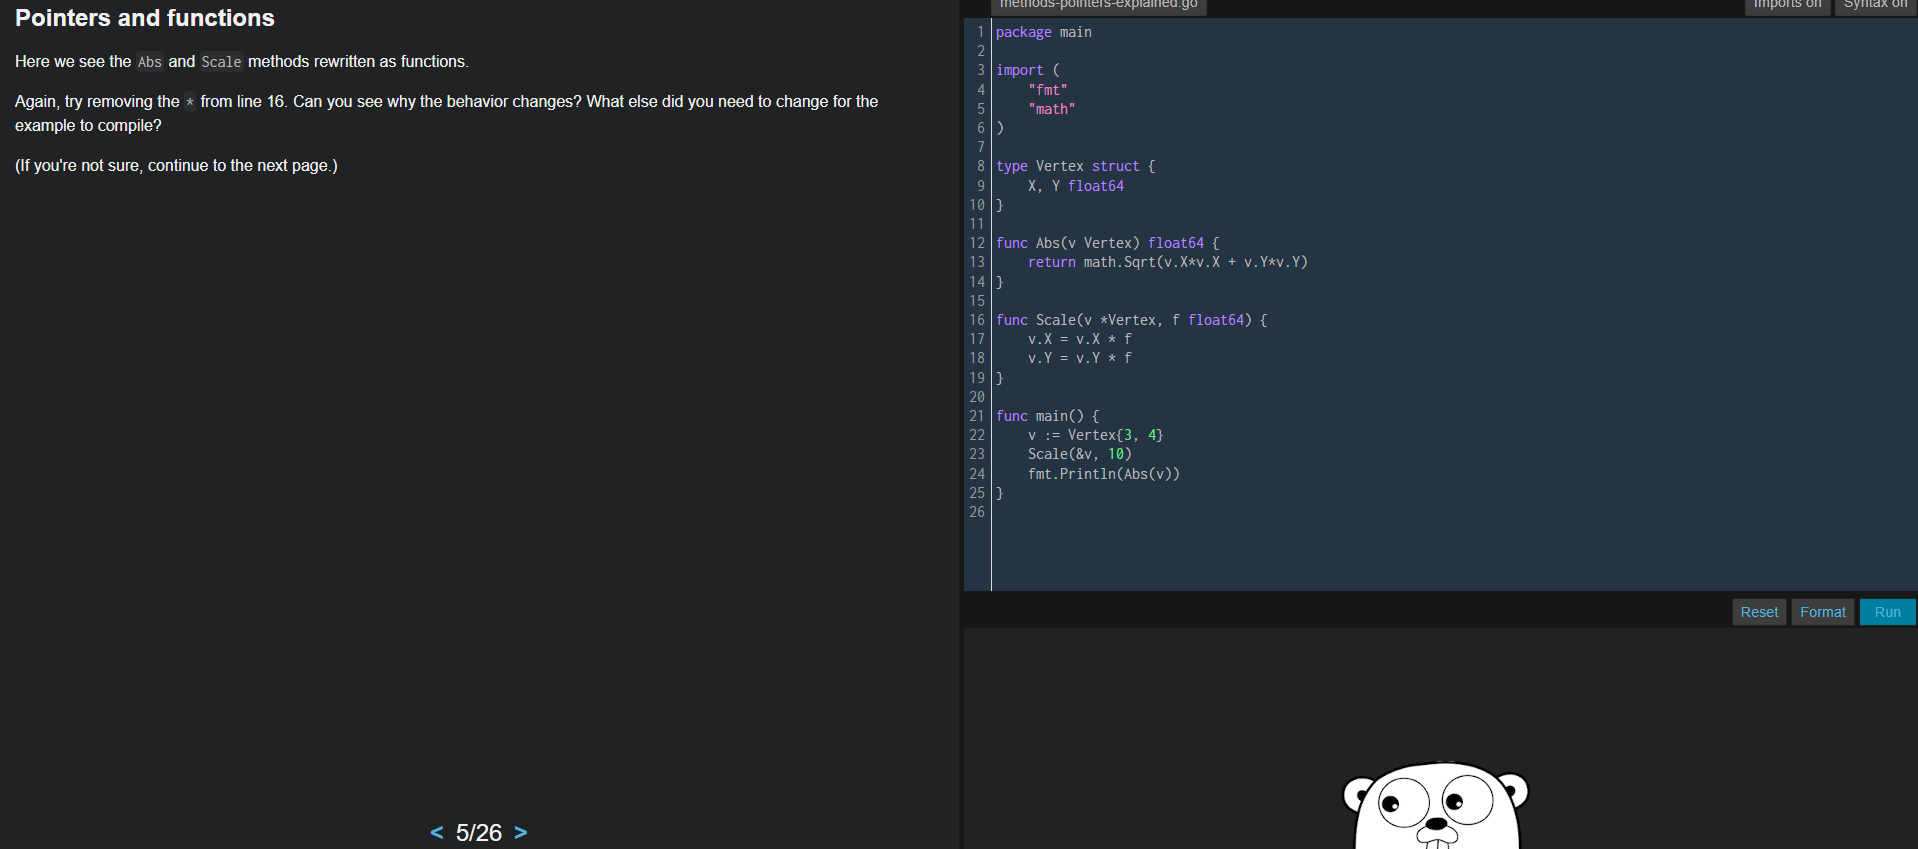 Pointers and functions
Here we see the Abs and Scale methods rewritten as functions.
Again, try removing the * from line 16. Can you see why the behavior changes? What else did you need to change for the
example to compile?
(If you're not sure, continue to the next page.)
< 5/26 >
methods-pointers-explained.go
Imports on
Syntax on
1 package main
2
3 import (
4     "fmt"
5     "math"
6 )
7
8 type Vertex struct {
9     X, Y float64
10 }
11
12 func Abs(v Vertex) float64 {
13     return math.Sqrt(v.X*v.X + v.Y*v.Y)
14 }
15
16 func Scale(v *Vertex, f float64) {
17     v.X = v.X * f
18     v.Y = v.Y * f
19 }
20
21 func main() {
22     v := Vertex{3, 4}
23     Scale(&v, 10)
24     fmt.Println(Abs(v))
25 }
26
Reset
Format
Run